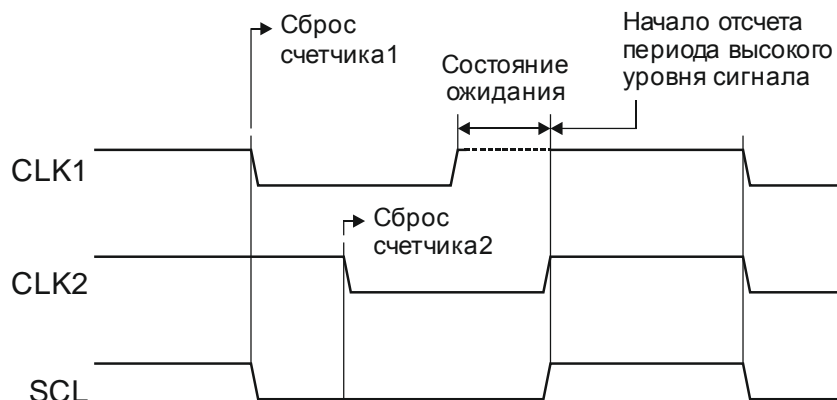 Сброс
счетчика1
Состояние
ожидания
Начало отсчета
периода высокого
уровня сигнала
CLK1
Сброс
счетчика2
CLK2
SCL